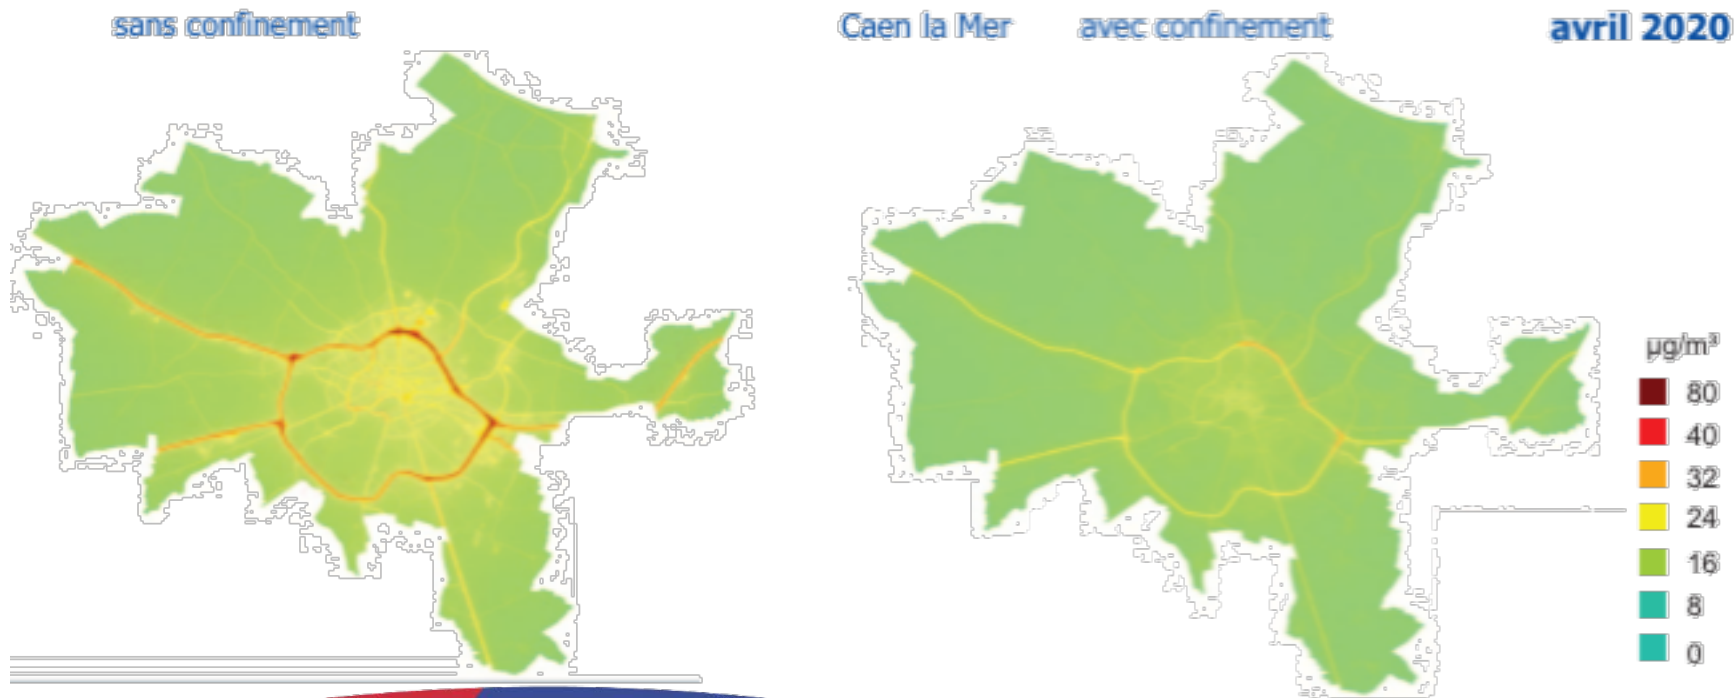 sans confinement
Caen la Mer
avec confinement
avril 2020
µg/m³
80
40
32
24
16
8
0